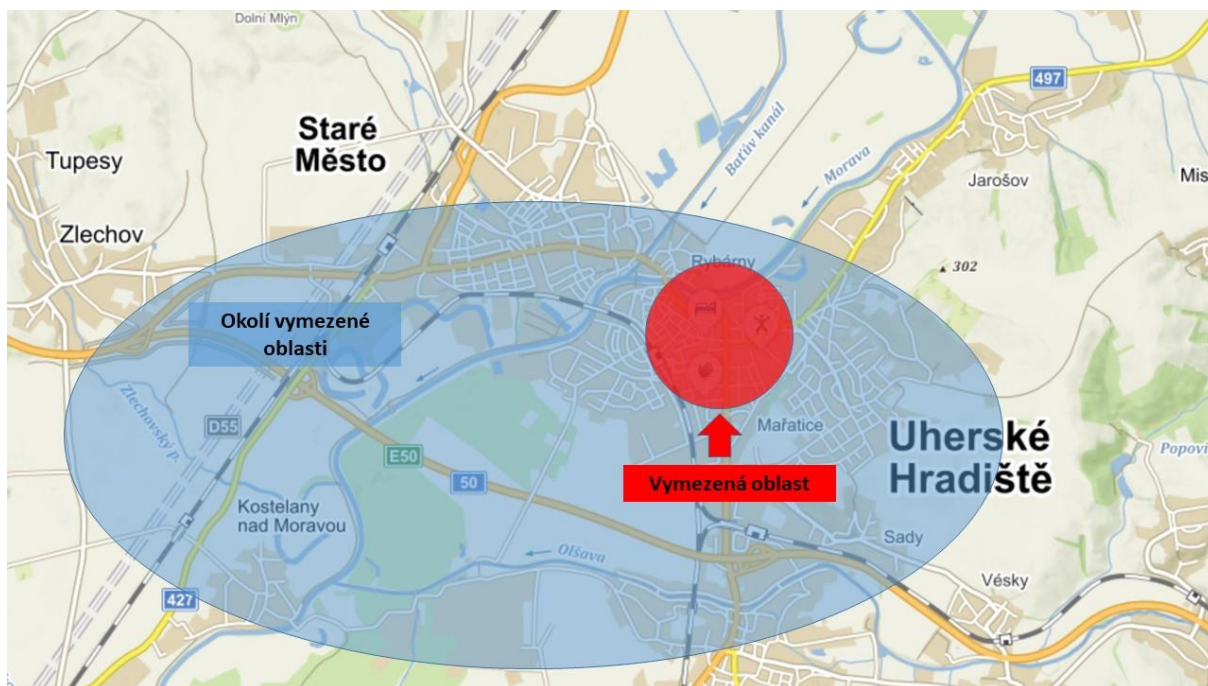 Dolní Mlýn
497
Staré
Město
Baťův kanál
Morava
Tupesy
Jarošov
Mis
Zlechov
Rybárny
302
Okolí vymezené
oblasti
Zlechovský p.
D55
Mařatice
Uherské
Hradiště
E50
Popoví
50
Vymezená oblast
Kostelany
nad Moravou
Sady
Olšava
Vésky
427